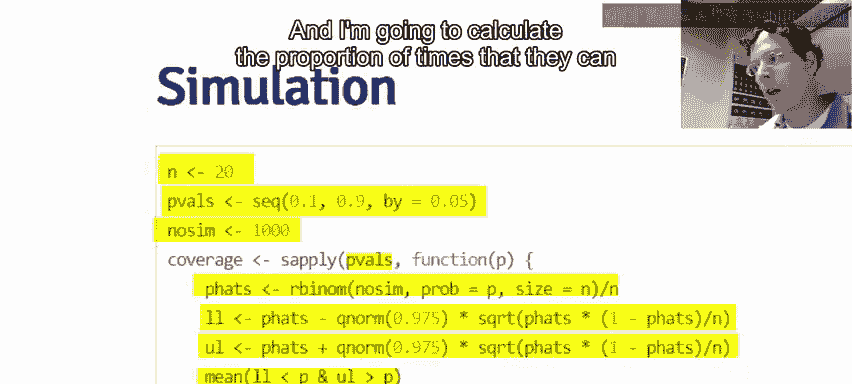 And I'm going to calculate
the proportion of times that they can
Simulation
n <- 20
pvals <- seq(0.1, 0.9, by = 0.05)
nosim <- 1000
coverage <- sapply(pvals, function(p) {
phats <- rbinom(nosim, prob = p, size = n)/n
ll <- phats - qnorm(0.975) * sqrt(phats * (1 - phats)/n)
ul <- phats + qnorm(0.975) * sqrt(phats * (1 - phats)/n)
mean(ll < p & ul > p)